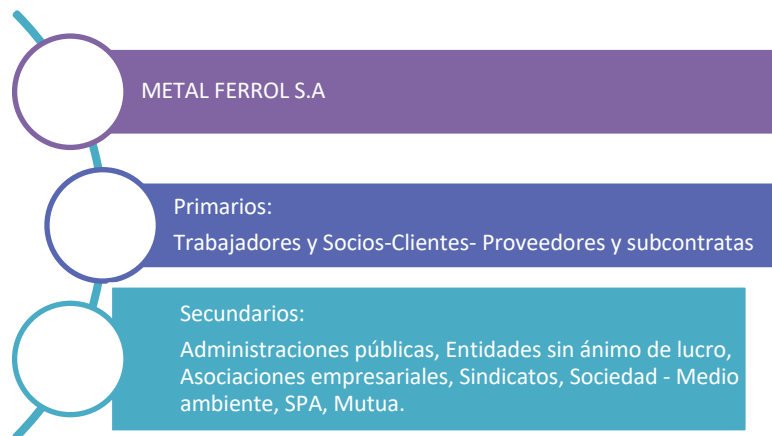 METAL FERROL S.A
Primarios:
Trabajadores y Socios-Clientes- Proveedores y subcontratas
Secundarios:
Administraciones públicas, Entidades sin ánimo de lucro,
Asociaciones empresariales, Sindicatos, Sociedad - Medio
ambiente, SPA, Mutua.